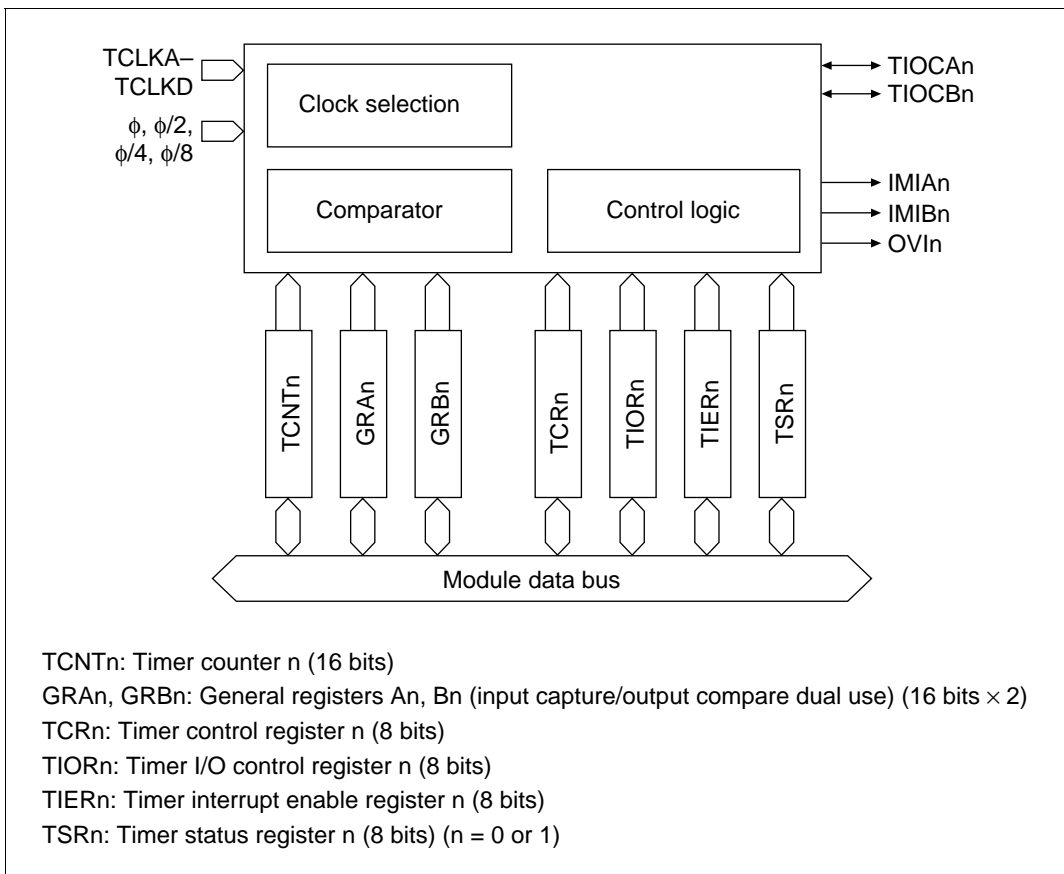 TCLKA–
TCLKD
ϕ, ϕ/2,
ϕ/4, ϕ/8
Clock selection
Comparator
Control logic
TIOCAn
TIOCBn
IMIAn
IMIBn
OVIn
TCNTn
GRAn
GRBn
TCRn
TIORn
TIERn
TSRn
Module data bus
TCNTn: Timer counter n (16 bits)
GRAn, GRBn: General registers An, Bn (input capture/output compare dual use) (16 bits × 2)
TCRn: Timer control register n (8 bits)
TIORn: Timer I/O control register n (8 bits)
TIERn: Timer interrupt enable register n (8 bits)
TSRn: Timer status register n (8 bits) (n = 0 or 1)